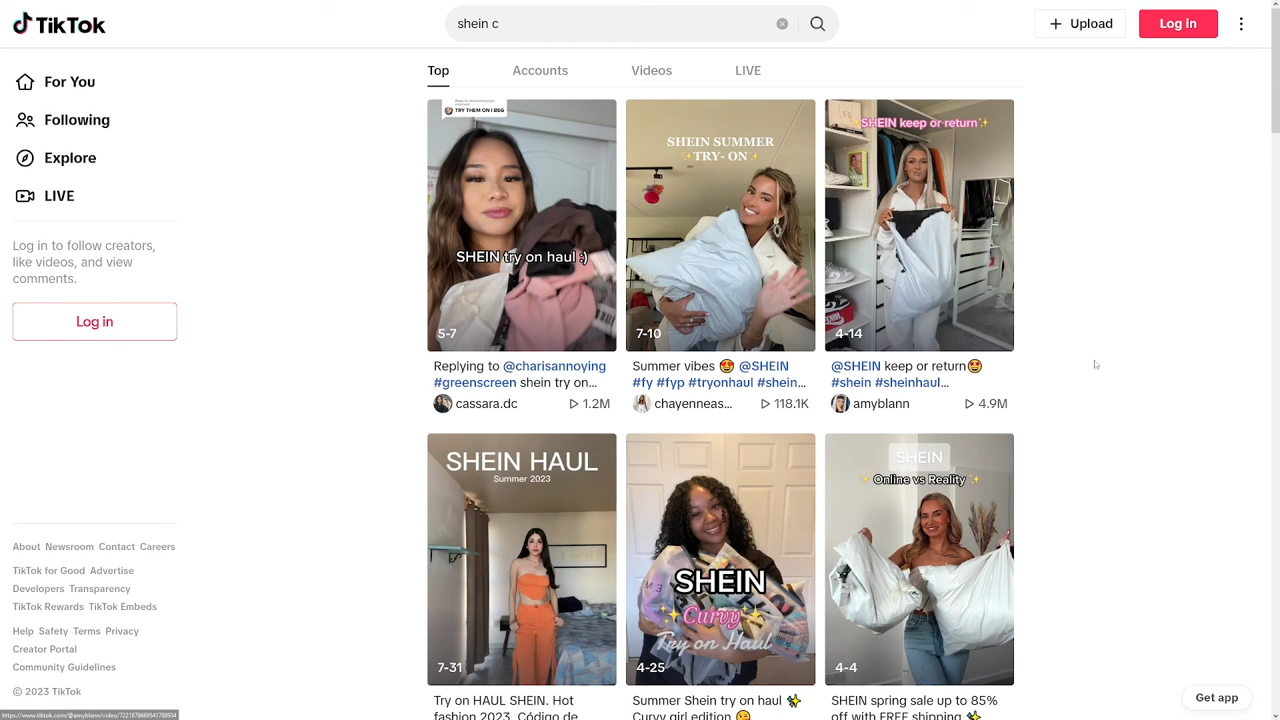 TikTok
shein c
Upload
Log in
For You
Following
Explore
LIVE
Log in to follow creators,
like videos, and view
comments.
Log in
About Newsroom Contact Careers
TikTok for Good Advertise
Developers Transparency
TikTok Rewards TikTok Embeds
Help Safety Terms Privacy
Creator Portal
Community Guidelines
© 2023 TikTok
Top Accounts Videos LIVE
TRY THEM ON I BEG
SHEIN try on haul :)
5-7
Replying to @charisannoying
#greenscreen shein try on...
cassara.dc 1.2M
SHEIN SUMMER
✨TRY- ON✨
7-10
Summer vibes 😍 @SHEIN
#fy #fyp #tryonhaul #shein...
chayenneas... 118.1K
✨SHEIN keep or return✨
4-14
@SHEIN keep or return🤩
#shein #sheinhaul...
amyblann 4.9M
SHEIN HAUL
Summer 2023
7-31
Try on HAUL SHEIN. Hot
fashion 2023. Código de
SHEIN
✨Curvy✨
Try on Haul
4-25
Summer Shein try on haul ✨
Curvy girl edition
SHEIN
✨ Online vs Reality ✨
4-4
SHEIN spring sale up to 85%
off with FREE shipping ✨
Get app